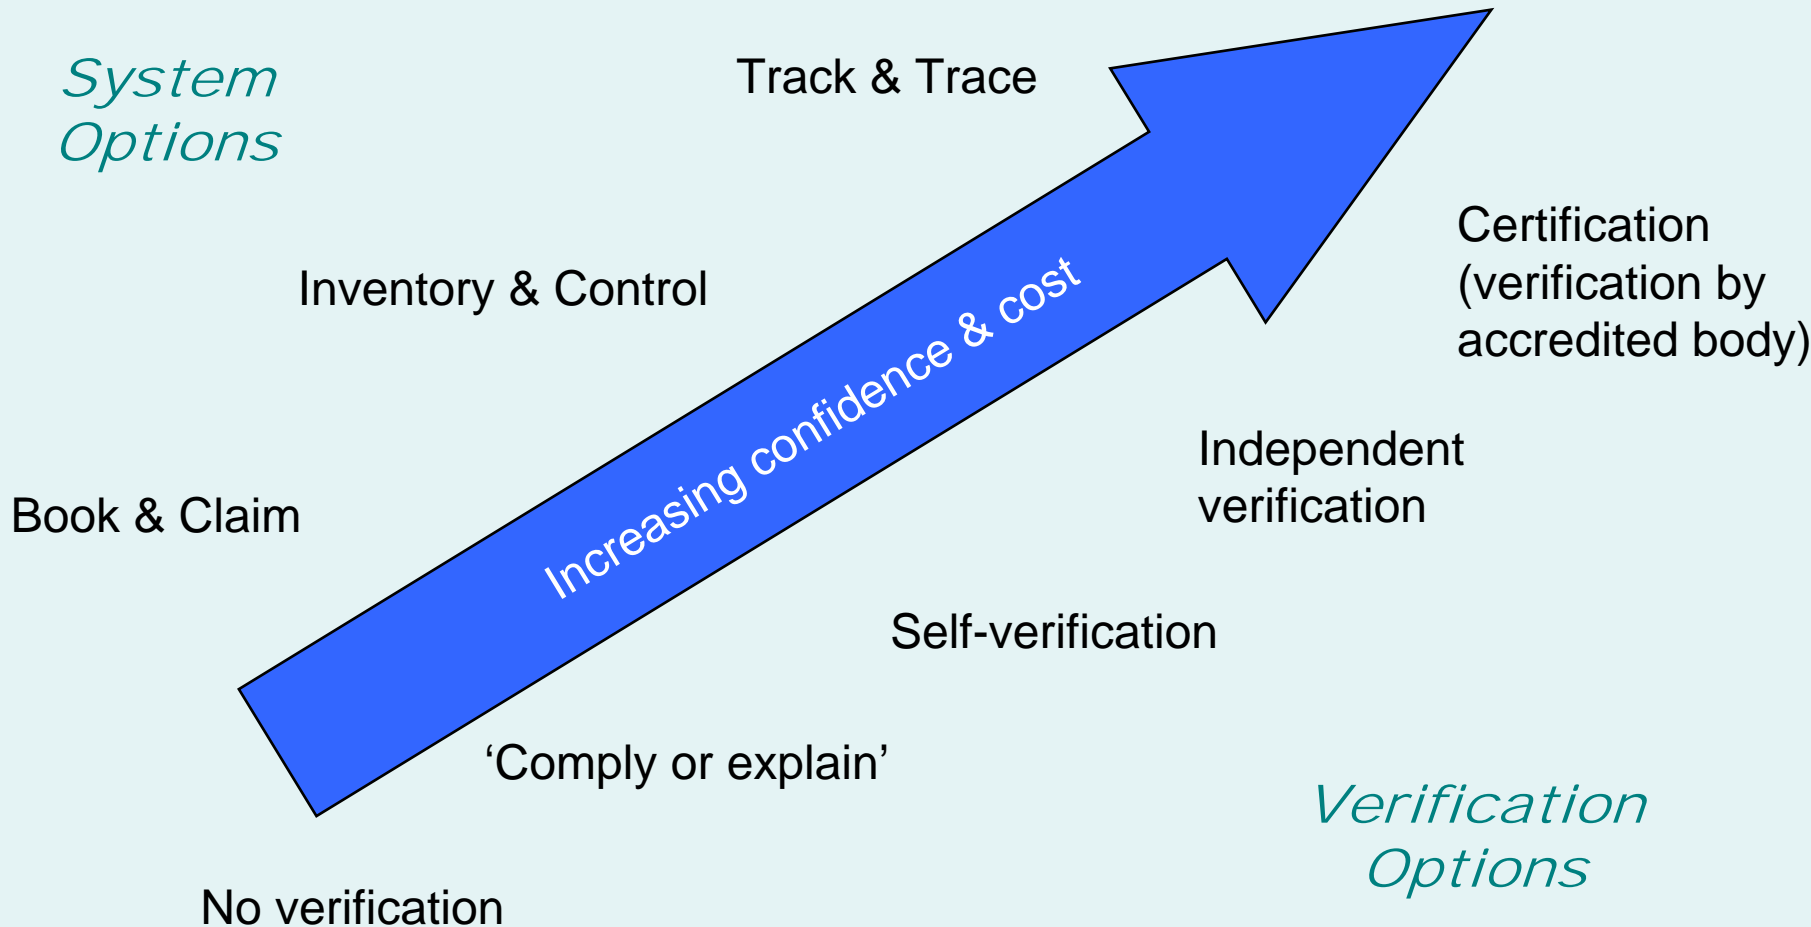 System
Options
Track & Trace
Inventory & Control
Book & Claim
Increasing confidence & cost
Certification
(verification by
accredited body)
Independent
verification
Self-verification
‘Comply or explain’
No verification
Verification
Options